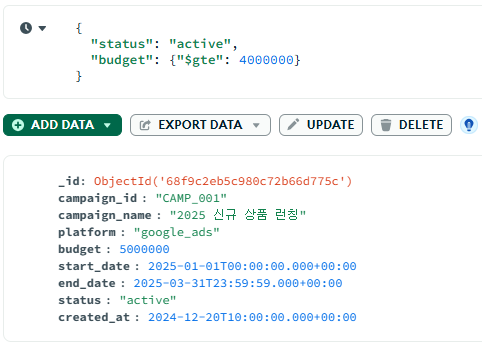 {
"status": "active",
"budget": {"$gte": 4000000}
}
ADD DATA EXPORT DATA UPDATE DELETE
_id: ObjectId('68f9c2eb5c980c72b66d775c')
campaign_id : "CAMP_001"
campaign_name : "2025 신규 상품 런칭"
platform : "google_ads"
budget : 5000000
start_date : 2025-01-01T00:00:00.000+00:00
end_date : 2025-03-31T23:59:59.000+00:00
status : "active"
created_at : 2024-12-20T10:00:00.000+00:00